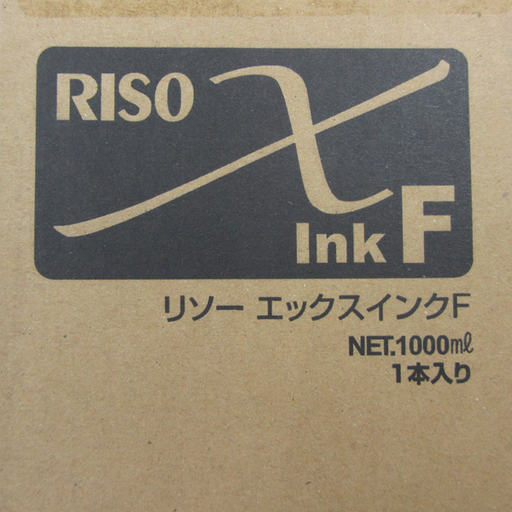 RISO X
Ink F
リソー エックスインクF
NET.1000mℓ
1本入り